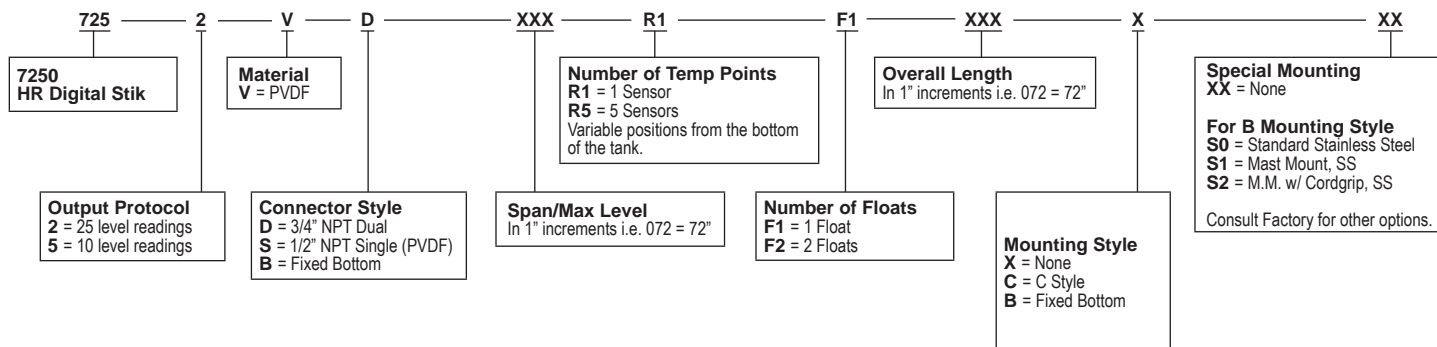 725 2 V D XXX R1 F1 XXX X XX
7250
HR Digital Stik
Material
V = PVDF
Number of Temp Points
R1 = 1 Sensor
R5 = 5 Sensors
Variable positions from the bottom
of the tank.
Overall Length
In 1” increments i.e. 072 = 72”
Special Mounting
XX = None
For B Mounting Style
S0 = Standard Stainless Steel
S1 = Mast Mount, SS
S2 = M.M. w/ Cordgrip, SS
Consult Factory for other options.
Output Protocol
2 = 25 level readings
5 = 10 level readings
Connector Style
D = 3/4” NPT Dual
S = 1/2” NPT Single (PVDF)
B = Fixed Bottom
Span/Max Level
In 1” increments i.e. 072 = 72”
Number of Floats
F1 = 1 Float
F2 = 2 Floats
Mounting Style
X = None
C = C Style
B = Fixed Bottom